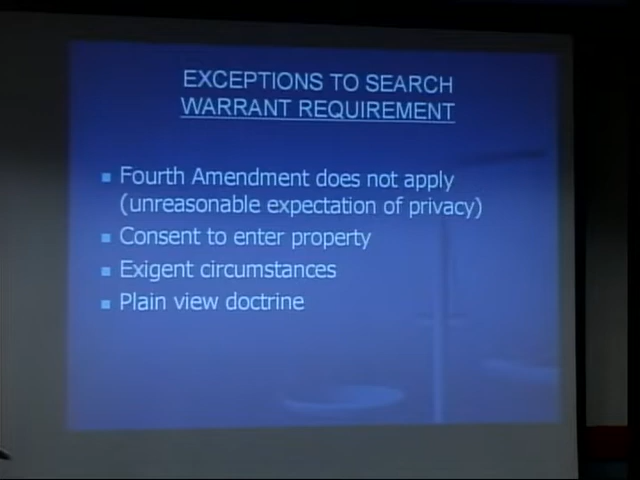 EXCEPTIONS TO SEARCH
WARRANT REQUIREMENT
Fourth Amendment does not apply
(unreasonable expectation of privacy)
Consent to enter property
Exigent circumstances
Plain view doctrine